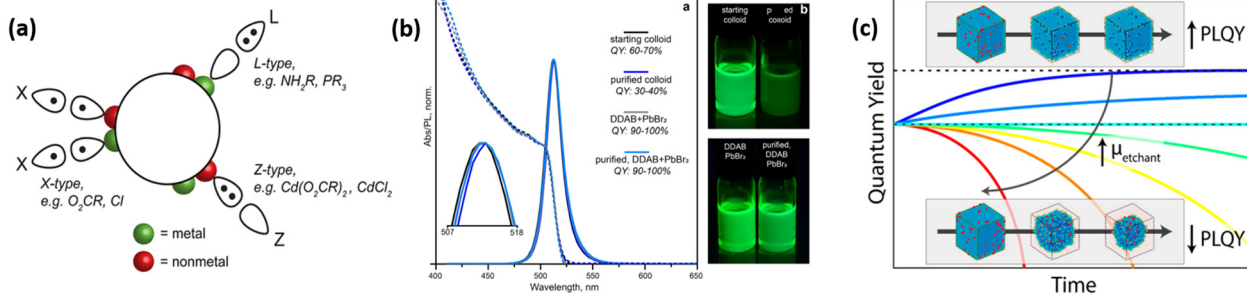 (a)
L
L-type,
e.g. NH₂R, PR₃
X
X
X-type,
e.g. O₂CR, Cl
Z-type,
e.g. Cd(O₂CR)₂, CdCl₂
Z
= metal
= nonmetal
(b)
Abs/PL, norm.
starting colloid
QY: 60-70%
purified colloid
QY: 30-40%
DDAB+PbBr₂
QY: 90-100%
purified, DDAB+PbBr₂
QY: 90-100%
507 518
400 450 500 550 600 650
Wavelength, nm
a
b
starting
colloid
colloid
DDAB
PbBr₂
purified,
DDAB
PbBr₂
(c)
Quantum Yield
↑ PLQY
↑ μetchant
↓ PLQY
Time